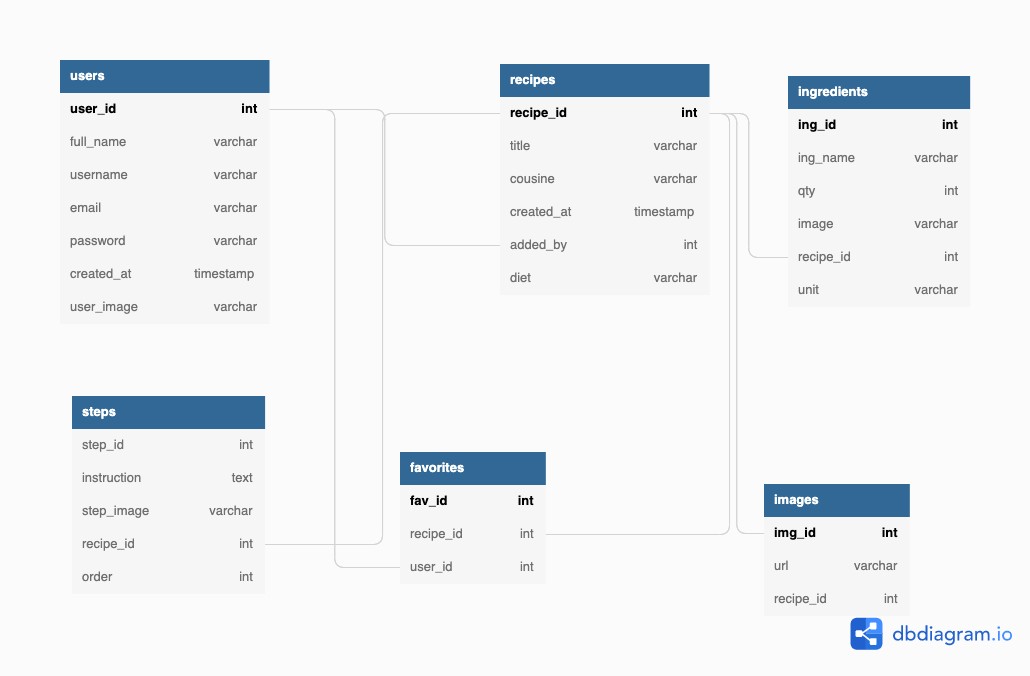 users
user_id int
full_name varchar
username varchar
email varchar
password varchar
created_at timestamp
user_image varchar
recipes
recipe_id int
title varchar
cousine varchar
created_at timestamp
added_by int
diet varchar
ingredients
ing_id int
ing_name varchar
qty int
image varchar
recipe_id int
unit varchar
steps
step_id int
instruction text
step_image varchar
recipe_id int
order int
favorites
fav_id int
recipe_id int
user_id int
images
img_id int
url varchar
recipe_id int
dbdiagram.io